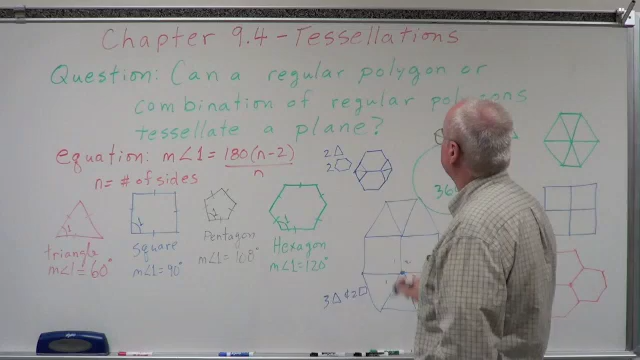 Chapter 9.4 - Tessellations
Question: Can a regular polygon or
combination of regular polygons
tessellate a plane?
equation: m∠1 = 180(n-2)/n
n = # of sides
triangle
m∠1 = 60°
Square
m∠1 = 90°
Pentagon
m∠1 = 108°
Hexagon
m∠1 = 120°
2 △
2 ⬡
3 △ & 2 □
360